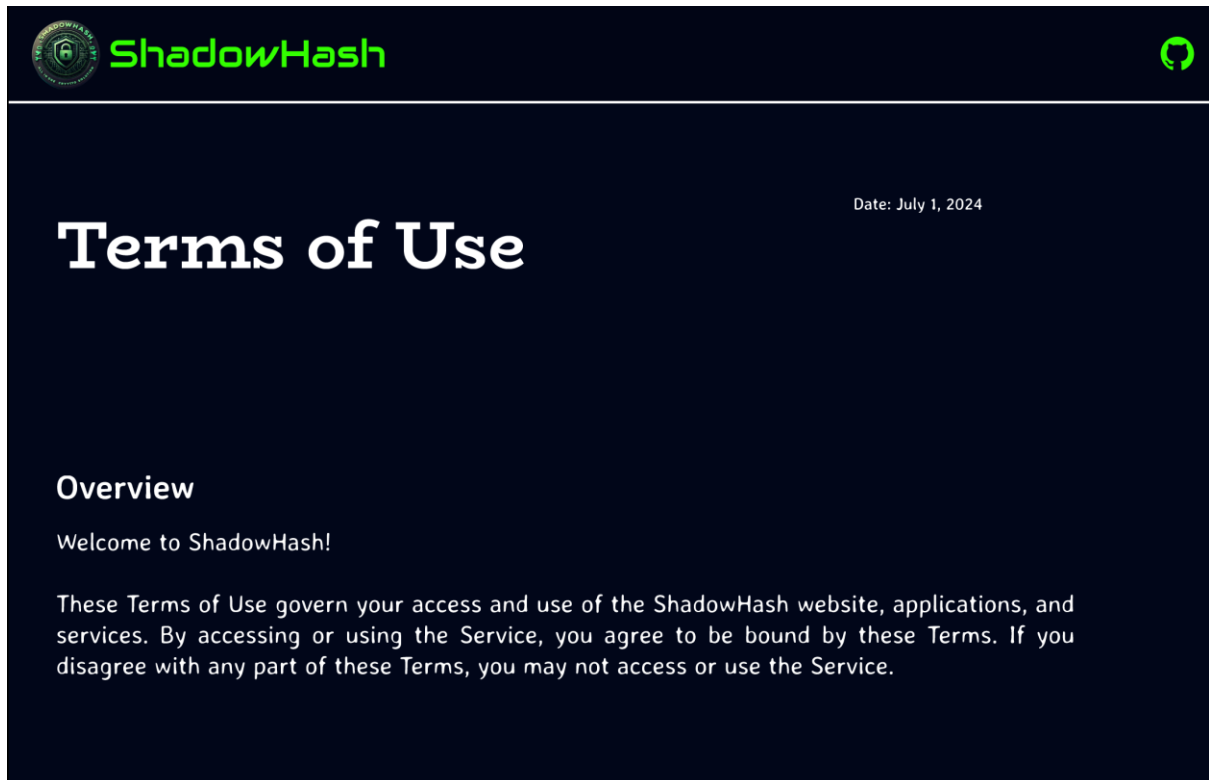 ShadowHash
Date: July 1, 2024
Terms of Use
Overview
Welcome to ShadowHash!
These Terms of Use govern your access and use of the ShadowHash website, applications, and
services. By accessing or using the Service, you agree to be bound by these Terms. If you
disagree with any part of these Terms, you may not access or use the Service.